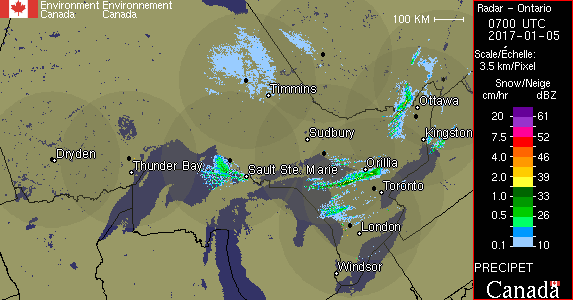 Environment Environnement
Canada Canada
100 KM
Timmins
Ottawa
Sudbury
Kingston
Dryden
Thunder Bay
Sault Ste. Marie
Orillia
Toronto
London
Windsor
Radar - Ontario
0700 UTC
2017-01-05
Scale/Échelle:
3.5 km/Pixel
Snow/Neige
cm/hr dBZ
20 61
7.5 52
4.0 46
2.0 39
1.0 33
0.5 26
0.1 10
PRECIPET
Canada